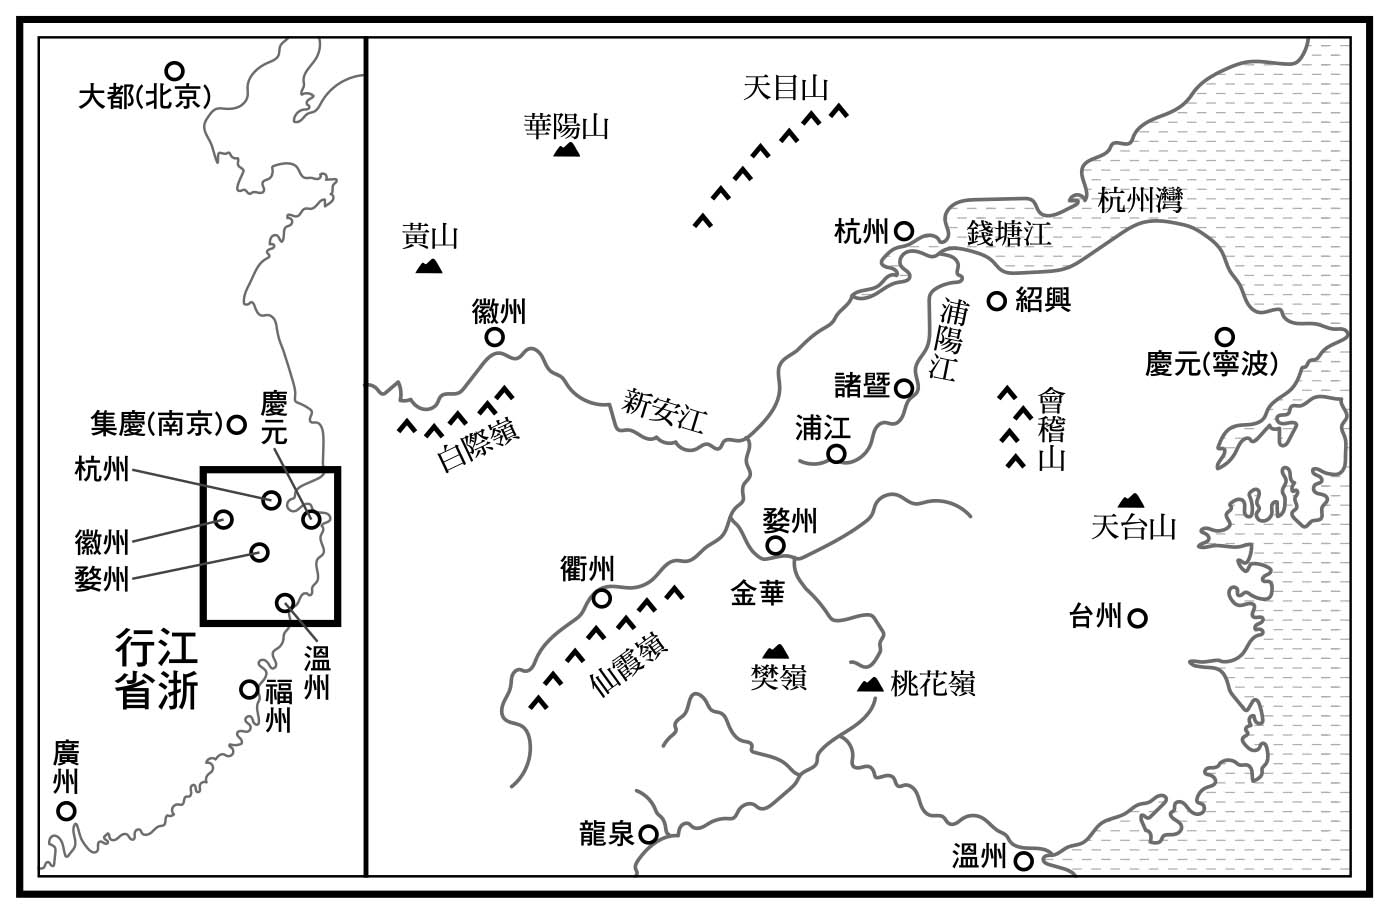 大都(北京)
集慶(南京)
慶元
杭州
徽州
婺州
江浙
行省
溫州
福州
廣州
天目山
華陽山
黃山
徽州
白際嶺
新安江
杭州
錢塘江
杭州灣
浦陽江
紹興
慶元(寧波)
諸暨
浦江
會稽山
天台山
婺州
金華
衢州
仙霞嶺
樊嶺
桃花嶺
台州
龍泉
溫州